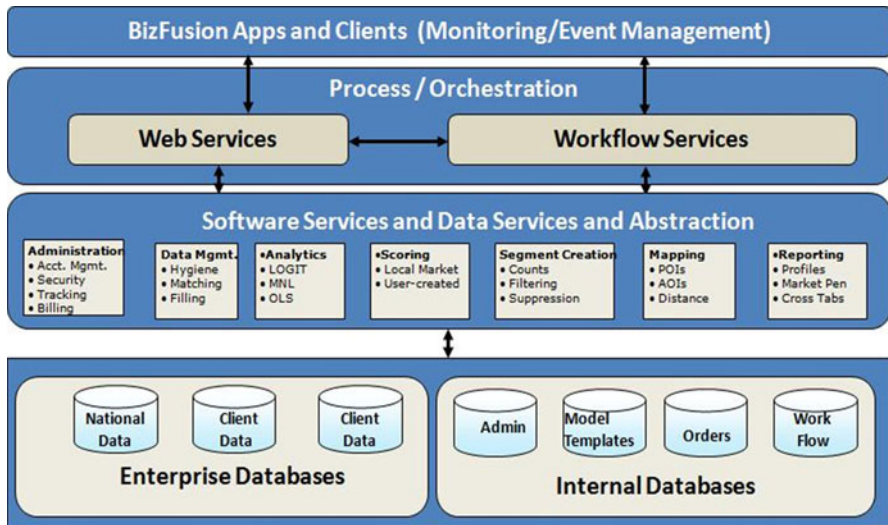 BizFusion Apps and Clients (Monitoring/Event Management)
Process / Orchestration
Web Services
Workflow Services
Software Services and Data Services and Abstraction
Administration
• Acct. Mgmt.
• Security
• Tracking
• Billing
Data Mgmt.
• Hygiene
• Matching
• Filling
•Analytics
• LOGIT
• MNL
• OLS
•Scoring
• Local Market
• User-created
Segment Creation
• Counts
• Filtering
• Suppression
Mapping
• POIs
• AOIs
• Distance
•Reporting
• Profiles
• Market Pen
• Cross Tabs
National
Data
Client
Data
Client
Data
Enterprise Databases
Admin
Model
Templates
Orders
Work
Flow
Internal Databases